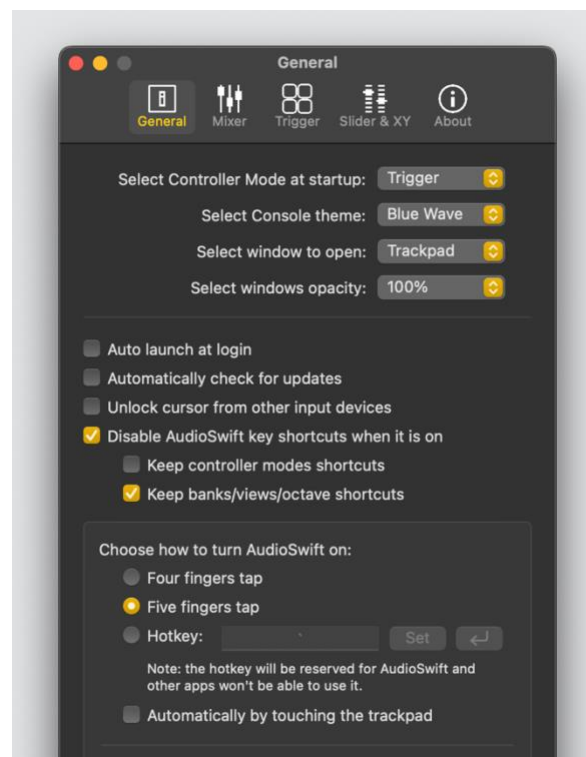 General
General
Mixer
Trigger
Slider & XY
About
Select Controller Mode at startup: Trigger
Select Console theme: Blue Wave
Select window to open: Trackpad
Select windows opacity: 100%
Auto launch at login
Automatically check for updates
Unlock cursor from other input devices
Disable AudioSwift key shortcuts when it is on
Keep controller modes shortcuts
Keep banks/views/octave shortcuts
Choose how to turn AudioSwift on:
Four fingers tap
Five fingers tap
Hotkey: ` Set
Note: the hotkey will be reserved for AudioSwift and
other apps won't be able to use it.
Automatically by touching the trackpad